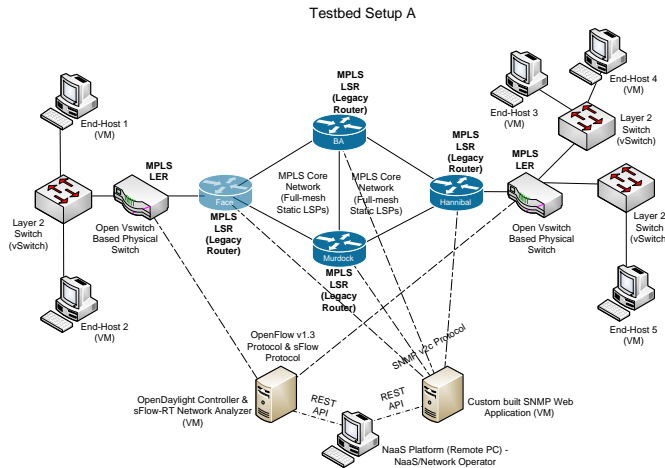 Testbed Setup A
End-Host 1
(VM)
MPLS
LER
Layer 2
Switch
(vSwitch)
Open Vswitch
Based Physical
Switch
End-Host 2
(VM)
Face
MPLS
LSR
(Legacy
Router)
MPLS
LSR
(Legacy
Router)
BA
MPLS Core
Network
(Full-mesh
Static LSPs)
MPLS Core
Network
(Full-mesh
Static LSPs)
Murdock
MPLS
LSR
(Legacy
Router)
MPLS
LSR
(Legacy
Router)
Hannibal
End-Host 3
(VM)
End-Host 4
(VM)
Layer 2
Switch
(vSwitch)
MPLS
LER
Open Vswitch
Based Physical
Switch
Layer 2
Switch
(vSwitch)
End-Host 5
(VM)
OpenFlow v1.3
Protocol & sFlow
Protocol
SNMP v2c Protocol
OpenDaylight Controller &
sFlow-RT Network Analyzer
(VM)
REST
API
REST
API
Custom built SNMP Web
Application (VM)
NaaS Platform (Remote PC) -
NaaS/Network Operator